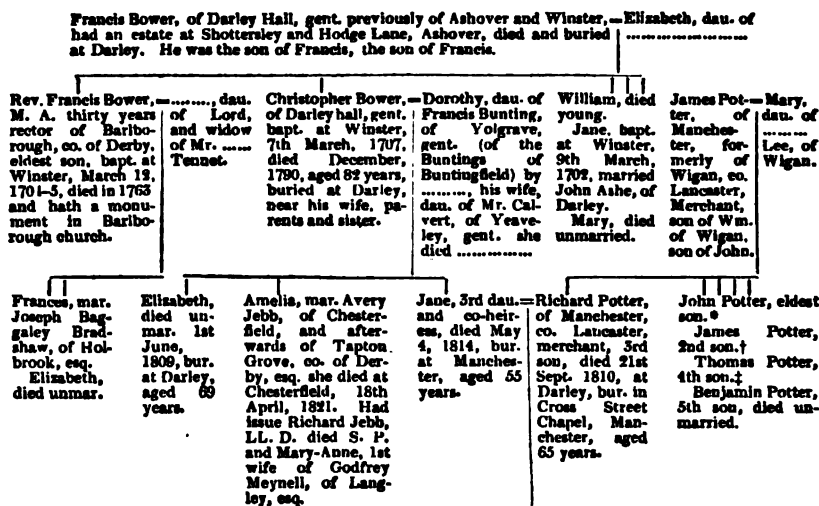 Francis Bower, of Darley Hall, gent. previously of Ashover and Winster,=Elizabeth, dau. of
had an estate at Shottersley and Hodge Lane, Ashover, died and buried .....................
at Darley. He was the son of Francis, the son of Francis.
Rev. Francis Bower,=........, dau.
M. A. thirty years of Lord,
rector of Barlbo- and widow
rough, co. of Derby, of Mr. ......
eldest son, bapt. at Tennet.
Winster, March 12,
1701-5, died in 1763
and hath a monu-
ment in Barlbo-
rough church.
Christopher Bower,=Dorothy, dau. of
of Darley hall, gent. Francis Bunting,
bapt. at Winster, of Yolgrave,
7th March, 1707, gent. (of the
died December, Buntings of
1790, aged 82 years, Buntingfield) by
buried at Darley, ........., his wife,
near his wife, pa- dau. of Mr. Cal-
rents and sister. vert, of Yeave-
ley, gent. she
died ...............
William, died
young.
Jane, bapt.
at Winster,
9th March,
1702, married
John Ashe, of
Darley.
Mary, died
unmarried.
James Pot-=Mary,
ter, of dau. of
Manches- ......
ter, for- Lee, of
merly of Wigan.
Wigan, co.
Lancaster,
Merchant,
son of Wm.
of Wigan,
son of John.
Frances, mar.
Joseph Bag-
galey Brad-
shaw, of Hol-
brook, esq.
Elizabeth,
died unmar.
Elizabeth,
died un-
mar. 1st
June,
1809, bur.
at Darley,
aged 69
years.
Amelia, mar. Avery
Jebb, of Chester-
field, and after-
wards of Tapton
Grove, co. of Der-
by, esq. she died at
Chesterfield, 18th
April, 1821. Had
issue Richard Jebb,
LL. D. died S. P.
and Mary-Anne, 1st
wife of Godfrey
Meynell, of Lang-
ley, esq.
Jane, 3rd dau.=Richard Potter,
and co-heir- of Manchester,
ess, died May co. Lancaster,
4, 1814, bur. merchant, 3rd
at Manches- son, died 21st
ter, aged 55 Sept. 1810, at
years. Darley, bur. in
Cross Street
Chapel, Man-
chester, aged
65 years.
John Potter, eldest
son.*
James Potter,
2nd son.†
Thomas Potter,
4th son.‡
Benjamin Potter,
5th son, died un-
married.